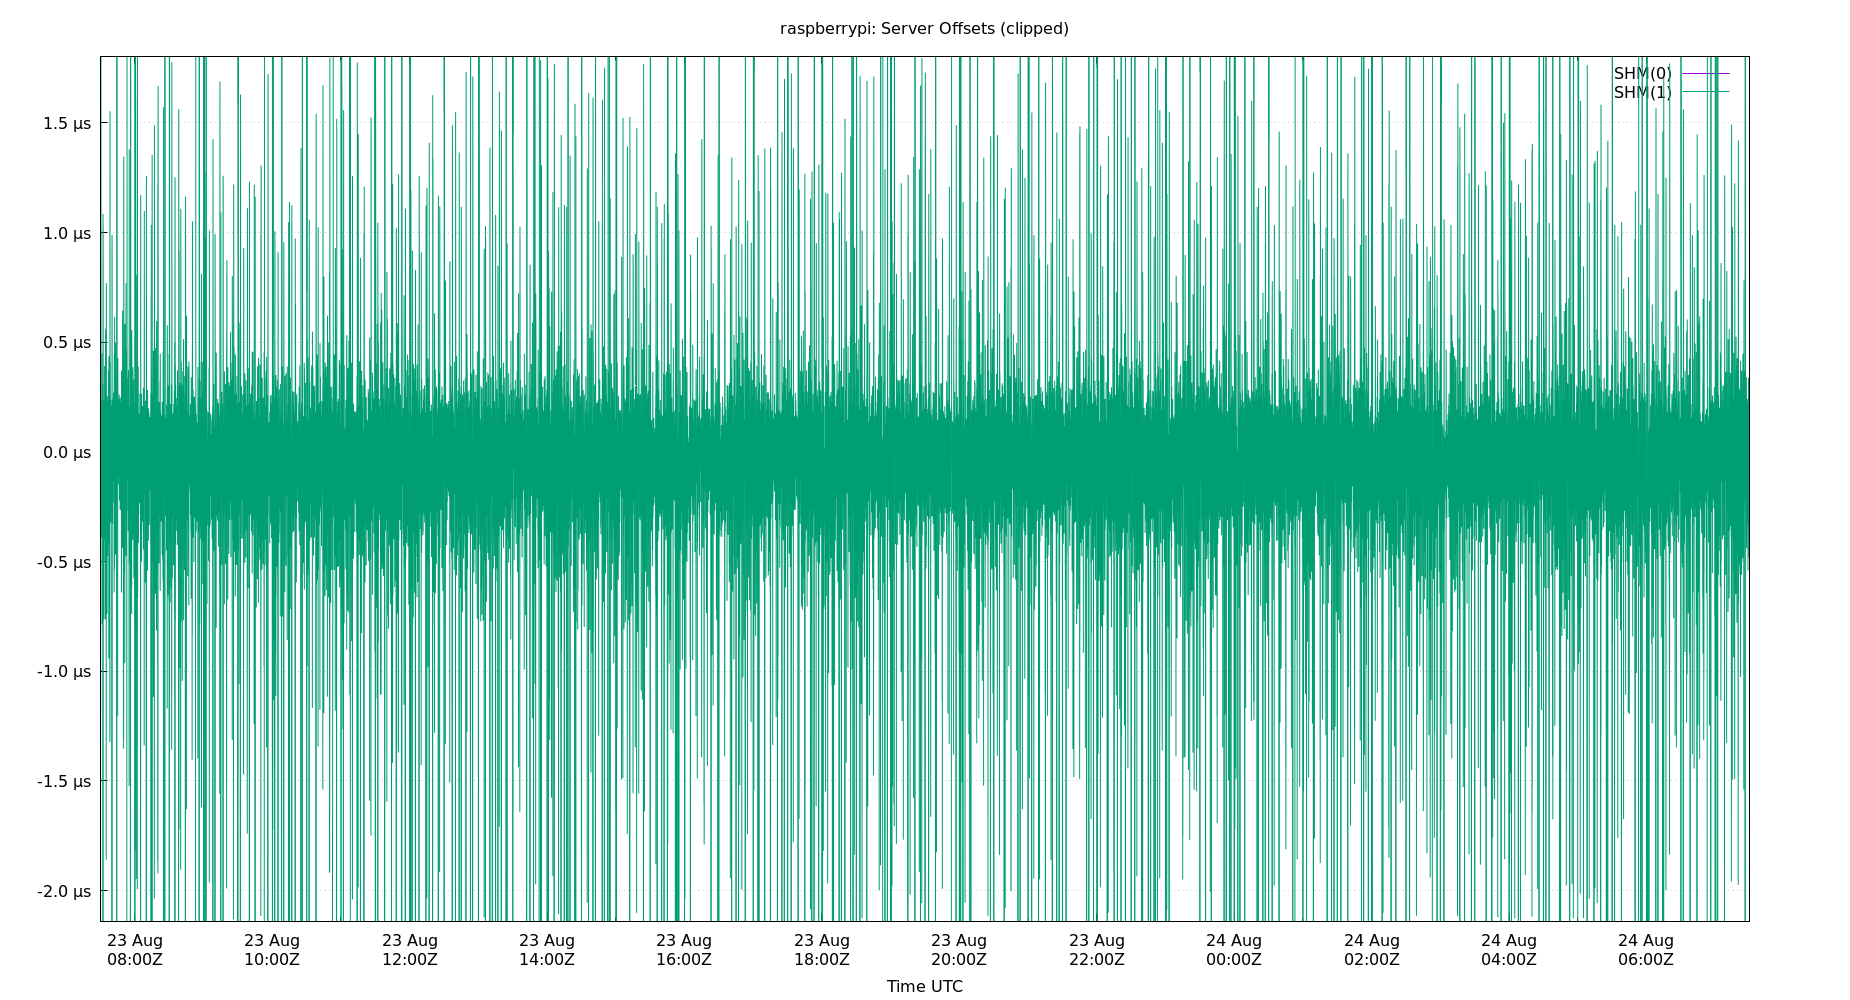 raspberrypi: Server Offsets (clipped)
SHM(0)
SHM(1)
1.5 µs
1.0 µs
0.5 µs
0.0 µs
-0.5 µs
-1.0 µs
-1.5 µs
-2.0 µs
23 Aug 23 Aug 23 Aug 23 Aug 23 Aug 23 Aug 23 Aug 23 Aug 24 Aug 24 Aug 24 Aug 24 Aug
08:00Z 10:00Z 12:00Z 14:00Z 16:00Z 18:00Z 20:00Z 22:00Z 00:00Z 02:00Z 04:00Z 06:00Z
Time UTC